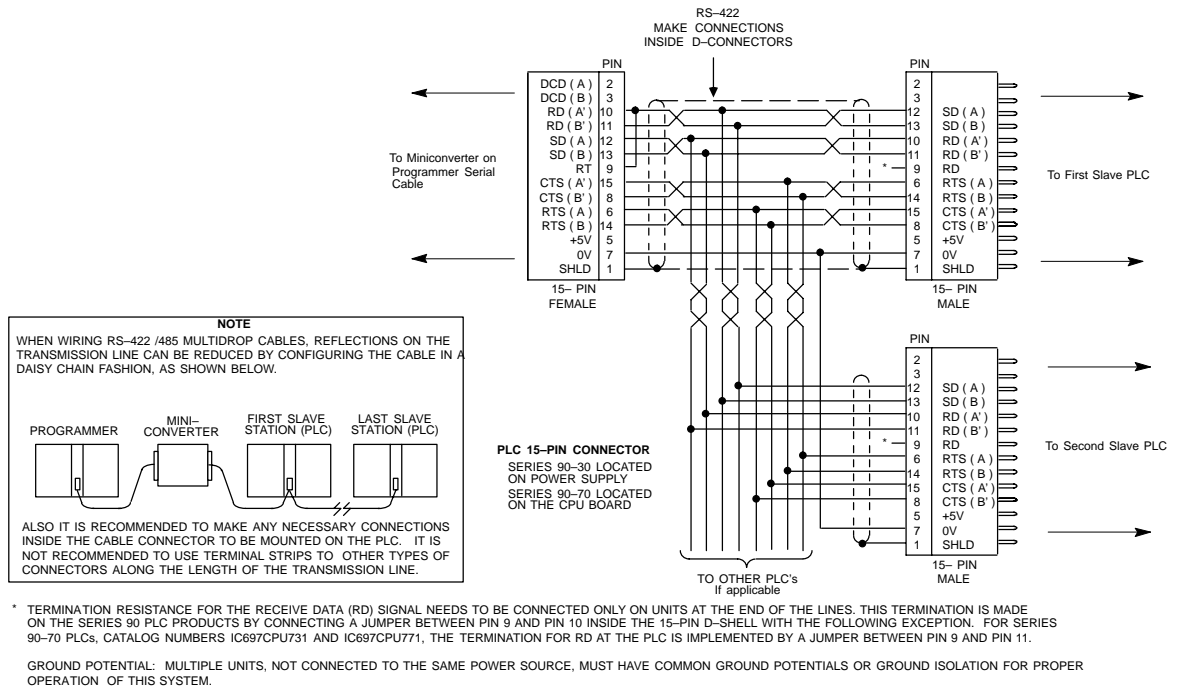 RS–422
MAKE CONNECTIONS
INSIDE D–CONNECTORS
To Miniconverter on
Programmer Serial
Cable
PIN
DCD ( A ) 2
DCD ( B ) 3
RD ( A' ) 10
RD ( B' ) 11
SD ( A ) 12
SD ( B ) 13
RT 9
CTS ( A' ) 15
CTS ( B' ) 8
RTS ( A ) 6
RTS ( B ) 14
+5V 5
0V 7
SHLD 1
15– PIN
FEMALE
PIN
2
3
12 SD ( A )
13 SD ( B )
10 RD ( A' )
11 RD ( B' )
* 9 RD
6 RTS ( A )
14 RTS ( B )
15 CTS ( A' )
8 CTS ( B' )
5 +5V
7 0V
1 SHLD
15– PIN
MALE
To First Slave PLC
PIN
2
3
12 SD ( A )
13 SD ( B )
10 RD ( A' )
11 RD ( B' )
* 9 RD
6 RTS ( A )
14 RTS ( B )
15 CTS ( A' )
8 CTS ( B' )
5 +5V
7 0V
1 SHLD
15– PIN
MALE
To Second Slave PLC
PLC 15–PIN CONNECTOR
SERIES 90–30 LOCATED
ON POWER SUPPLY
SERIES 90–70 LOCATED
ON THE CPU BOARD
TO OTHER PLC's
If applicable
NOTE
WHEN WIRING RS–422 /485 MULTIDROP CABLES, REFLECTIONS ON THE
TRANSMISSION LINE CAN BE REDUCED BY CONFIGURING THE CABLE IN A
DAISY CHAIN FASHION, AS SHOWN BELOW.
PROGRAMMER
MINI–
CONVERTER
FIRST SLAVE
STATION (PLC)
LAST SLAVE
STATION (PLC)
ALSO IT IS RECOMMENDED TO MAKE ANY NECESSARY CONNECTIONS
INSIDE THE CABLE CONNECTOR TO BE MOUNTED ON THE PLC. IT IS
NOT RECOMMENDED TO USE TERMINAL STRIPS TO OTHER TYPES OF
CONNECTORS ALONG THE LENGTH OF THE TRANSMISSION LINE.
* TERMINATION RESISTANCE FOR THE RECEIVE DATA (RD) SIGNAL NEEDS TO BE CONNECTED ONLY ON UNITS AT THE END OF THE LINES. THIS TERMINATION IS MADE
ON THE SERIES 90 PLC PRODUCTS BY CONNECTING A JUMPER BETWEEN PIN 9 AND PIN 10 INSIDE THE 15–PIN D–SHELL WITH THE FOLLOWING EXCEPTION. FOR SERIES
90–70 PLCs, CATALOG NUMBERS IC697CPU731 AND IC697CPU771, THE TERMINATION FOR RD AT THE PLC IS IMPLEMENTED BY A JUMPER BETWEEN PIN 9 AND PIN 11.
GROUND POTENTIAL: MULTIPLE UNITS, NOT CONNECTED TO THE SAME POWER SOURCE, MUST HAVE COMMON GROUND POTENTIALS OR GROUND ISOLATION FOR PROPER
OPERATION OF THIS SYSTEM.